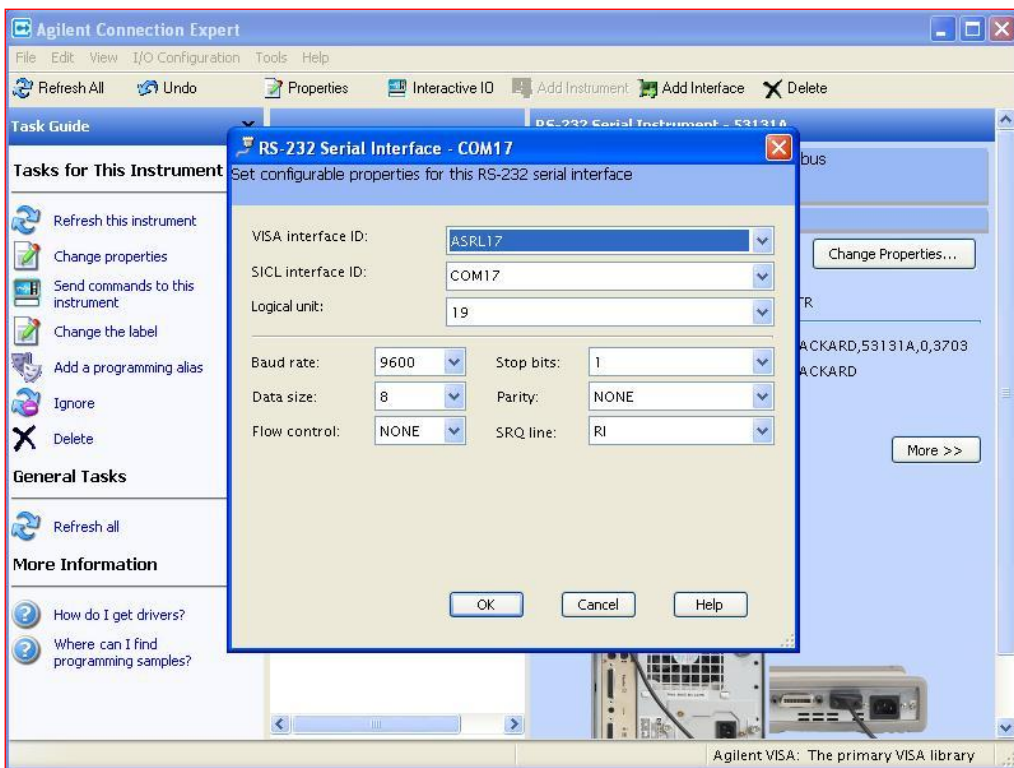 Agilent Connection Expert
File Edit View I/O Configuration Tools Help
Refresh All Undo Properties Interactive IO Add Instrument Add Interface Delete
Task Guide
RS-232 Serial Instrument - 53131A
Tasks for This Instrument
Refresh this instrument
Change properties
Send commands to this
instrument
Change the label
Add a programming alias
Ignore
Delete
General Tasks
Refresh all
More Information
How do I get drivers?
Where can I find
programming samples?
RS-232 Serial Interface - COM17
Set configurable properties for this RS-232 serial interface
VISA interface ID: ASRL17
SICL interface ID: COM17
Logical unit: 19
Baud rate: 9600 Stop bits: 1
Data size: 8 Parity: NONE
Flow control: NONE SRQ line: RI
OK Cancel Help
bus
Change Properties...
TR
ACKARD,53131A,0,3703
ACKARD
More >>
Agilent VISA: The primary VISA library